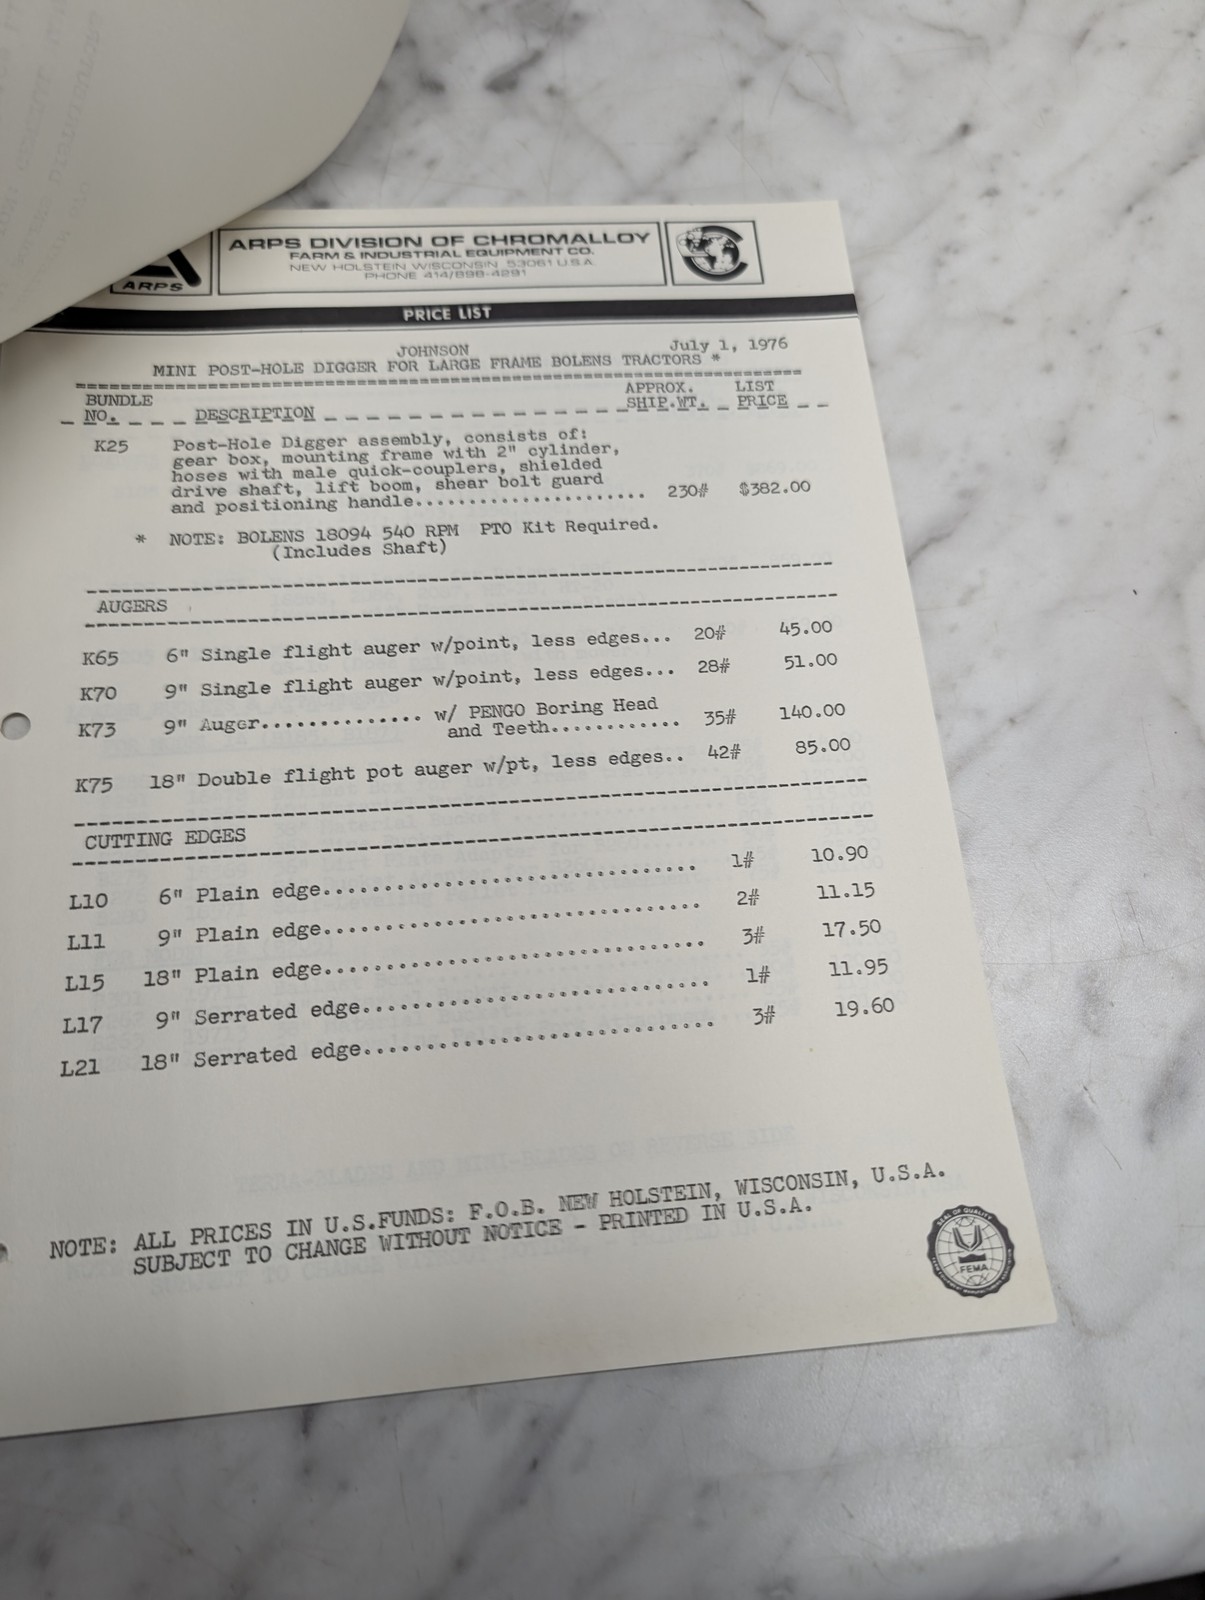 ARPS
ARPS DIVISION OF CHROMALLOY
FARM & INDUSTRIAL EQUIPMENT CO.
NEW HOLSTEIN WISCONSIN 53061 U.S.A.
PHONE 414/898-4291
PRICE LIST
JOHNSON July 1, 1976
MINI POST-HOLE DIGGER FOR LARGE FRAME BOLENS TRACTORS *
BUNDLE APPROX. LIST
NO. DESCRIPTION SHIP.WT. PRICE
K25 Post-Hole Digger assembly, consists of:
gear box, mounting frame with 2" cylinder,
hoses with male quick-couplers, shielded
drive shaft, lift boom, shear bolt guard
and positioning handle...................... 230# $382.00
* NOTE: BOLENS 18094 540 RPM PTO Kit Required.
(Includes Shaft)
AUGERS
K65 6" Single flight auger w/point, less edges... 20# 45.00
K70 9" Single flight auger w/point, less edges... 28# 51.00
K73 9" Auger.............. w/ PENGO Boring Head
and Teeth............ 35# 140.00
K75 18" Double flight pot auger w/pt, less edges.. 42# 85.00
CUTTING EDGES
L10 6" Plain edge................................... 1# 10.90
L11 9" Plain edge................................... 2# 11.15
L15 18" Plain edge................................... 3# 17.50
L17 9" Serrated edge................................ 1# 11.95
L21 18" Serrated edge................................ 3# 19.60
NOTE: ALL PRICES IN U.S.FUNDS: F.O.B. NEW HOLSTEIN, WISCONSIN, U.S.A.
SUBJECT TO CHANGE WITHOUT NOTICE - PRINTED IN U.S.A.
SEAL OF QUALITY
FEMA